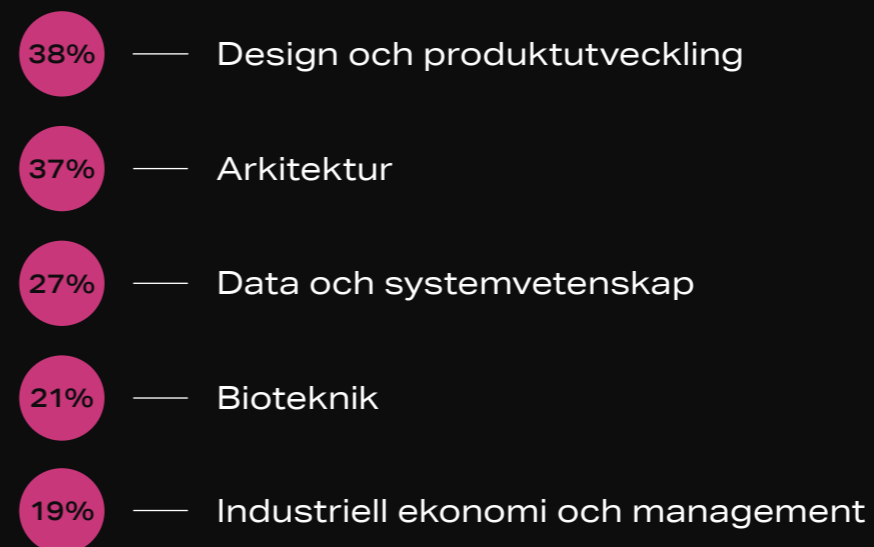 38% Design och produktutveckling
37% Arkitektur
27% Data och systemvetenskap
21% Bioteknik
19% Industriell ekonomi och management